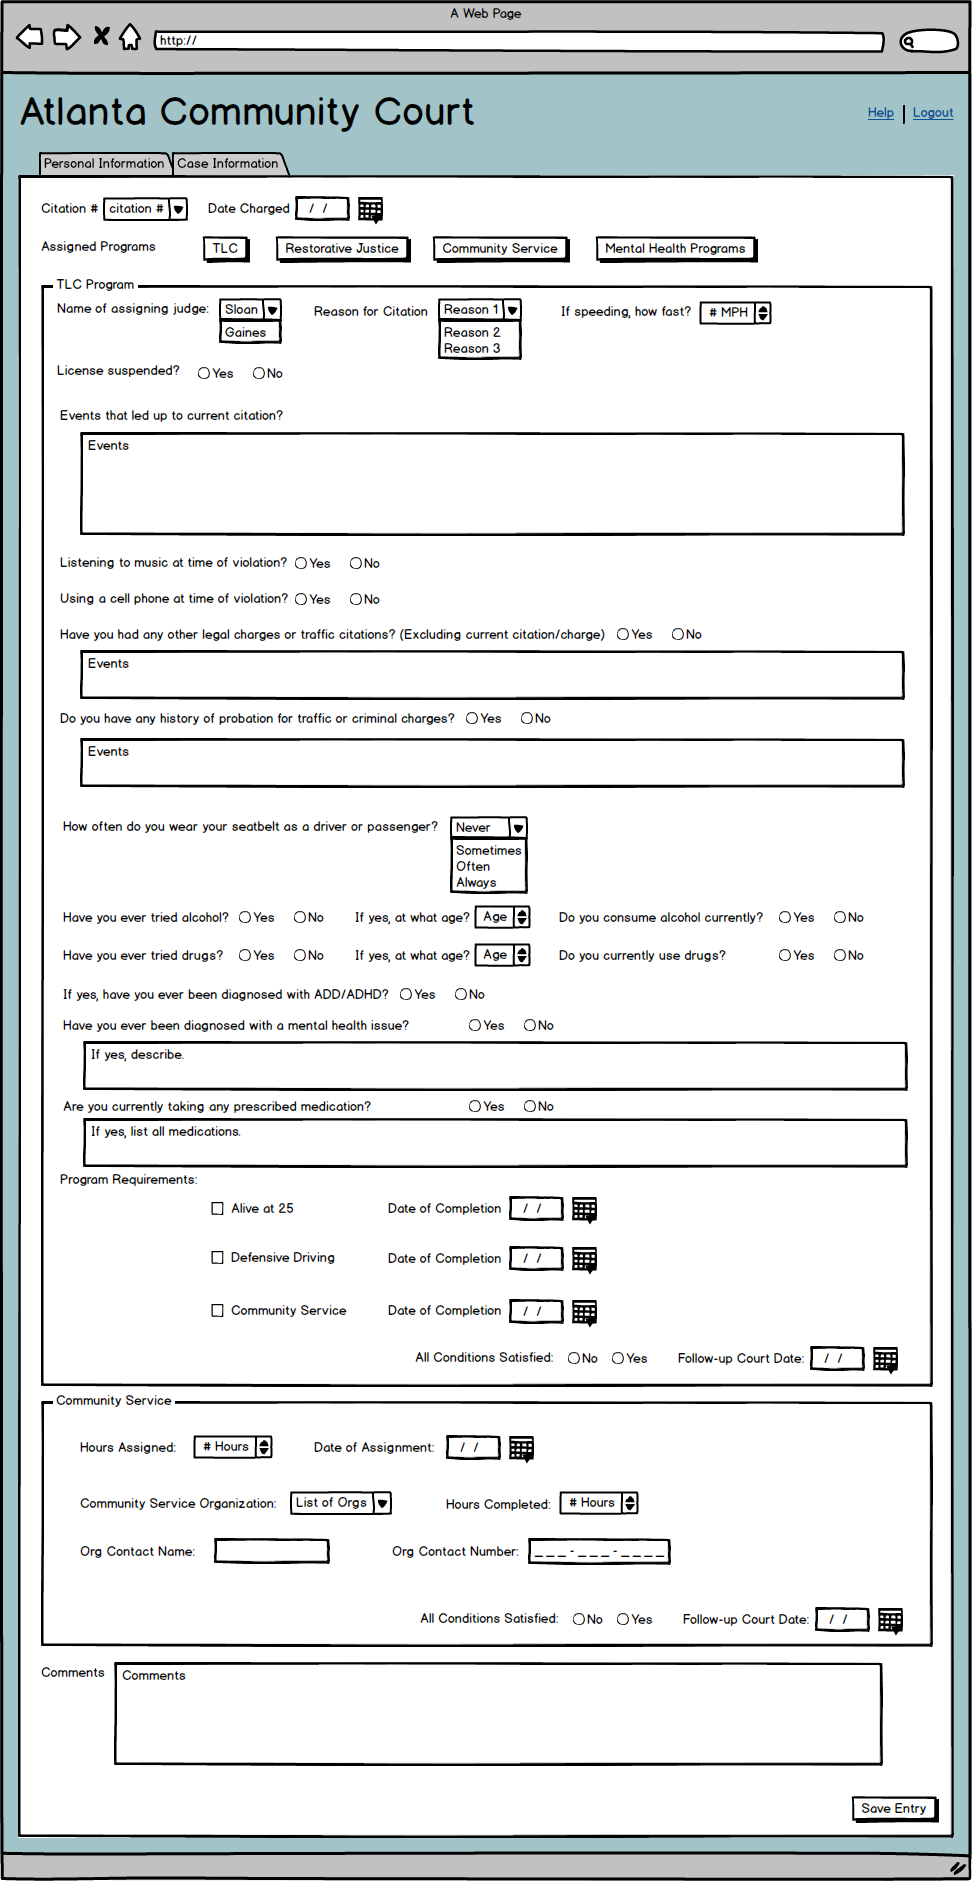 A Web Page
http://
Atlanta Community Court
Help | Logout
Personal Information Case Information
Citation # citation # Date Charged / /
Assigned Programs TLC Restorative Justice Community Service Mental Health Programs
TLC Program
Name of assigning judge: Sloan Reason for Citation Reason 1 If speeding, how fast? # MPH
Gaines Reason 2
Reason 3
License suspended? Yes No
Events that led up to current citation?
Events
Listening to music at time of violation? Yes No
Using a cell phone at time of violation? Yes No
Have you had any other legal charges or traffic citations? (Excluding current citation/charge) Yes No
Events
Do you have any history of probation for traffic or criminal charges? Yes No
Events
How often do you wear your seatbelt as a driver or passenger? Never
Sometimes
Often
Always
Have you ever tried alcohol? Yes No If yes, at what age? Age Do you consume alcohol currently? Yes No
Have you ever tried drugs? Yes No If yes, at what age? Age Do you currently use drugs? Yes No
If yes, have you ever been diagnosed with ADD/ADHD? Yes No
Have you ever been diagnosed with a mental health issue? Yes No
If yes, describe.
Are you currently taking any prescribed medication? Yes No
If yes, list all medications.
Program Requirements:
Alive at 25 Date of Completion / /
Defensive Driving Date of Completion / /
Community Service Date of Completion / /
All Conditions Satisfied: No Yes Follow-up Court Date: / /
Community Service
Hours Assigned: # Hours Date of Assignment: / /
Community Service Organization: List of Orgs Hours Completed: # Hours
Org Contact Name: Org Contact Number: _ _ _ - _ _ _ - _ _ _ _
All Conditions Satisfied: No Yes Follow-up Court Date: / /
Comments Comments
Save Entry